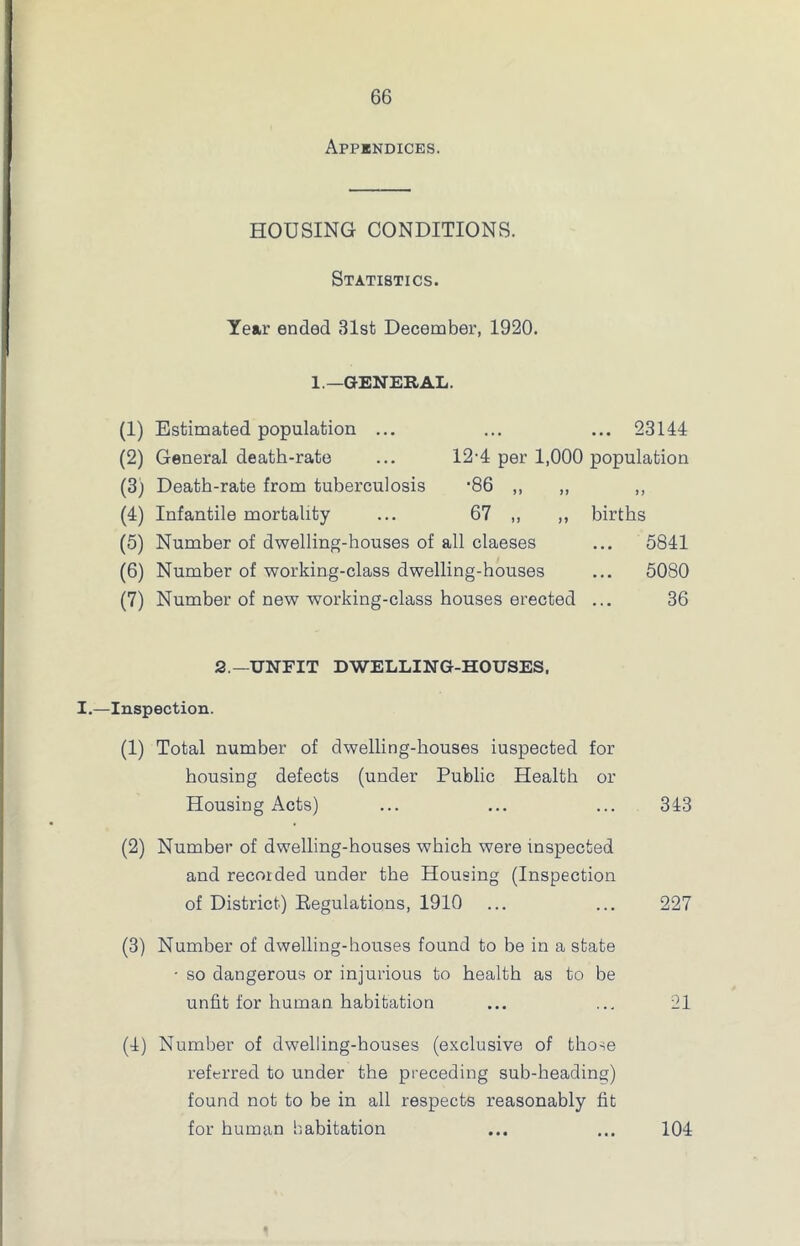 66
APPENDICES.
HOUSING CONDITIONS.
STATISTICS.
Year ended 31st December, 1920.
1.—GENERAL.
(1) Estimated population ... ... ... 23144
(2) General death-rate ... 12·4 per 1,000 population
(3) Death-rate from tuberculosis ·86 ,, ,, ,,
(4) Infantile mortality ... 67 ,, ,, births
(5) Number of dwelling-houses of all claeses ... 5841
(6) Number of working-class dwelling-houses ... 5080
(7) Number of new working-class houses erected ... 36
2.—UNFIT DWELLING-HOUSES.
I.—Inspection.
(1) Total number of dwelling-houses iuspected for
housing defects (under Public Health or
Housing Acts) ... ... ... 343
(2) Number of dwelling-houses which were inspected
and recorded under the Housing (Inspection
of District) Regulations, 1910 ... ... 227
(3) Number of dwelling-houses found to be in a state
so dangerous or injurious to health as to be
unfit for human habitation ... ... 21
(4) Number of dwelling-houses (exclusive of those
referred to under the preceding sub-heading)
found not to be in all respects reasonably fit
for human habitation ... ... 104